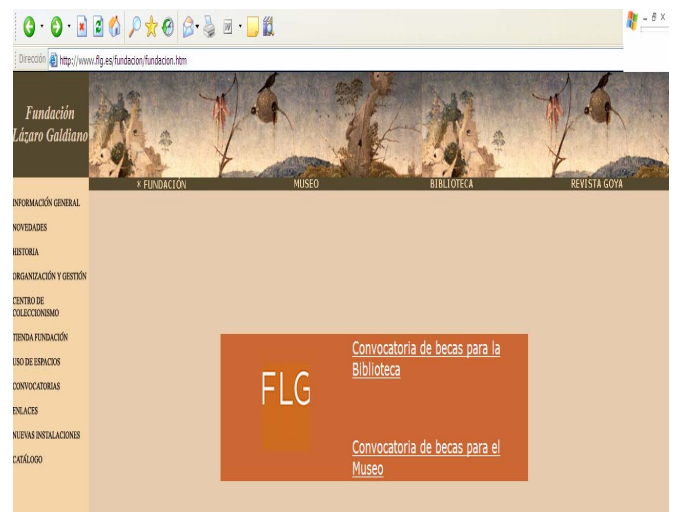 Dirección http://www.flg.es/fundacion/fundacion.htm
Fundación
Lázaro Galdiano
× FUNDACIÓN MUSEO BIBLIOTECA REVISTA GOYA
INFORMACIÓN GENERAL
NOVEDADES
HISTORIA
ORGANIZACIÓN Y GESTIÓN
CENTRO DE
COLECCIONISMO
TIENDA FUNDACIÓN
USO DE ESPACIOS
CONVOCATORIAS
ENLACES
NUEVAS INSTALACIONES
CATÁLOGO
FLG
Convocatoria de becas para la
Biblioteca
Convocatoria de becas para el
Museo